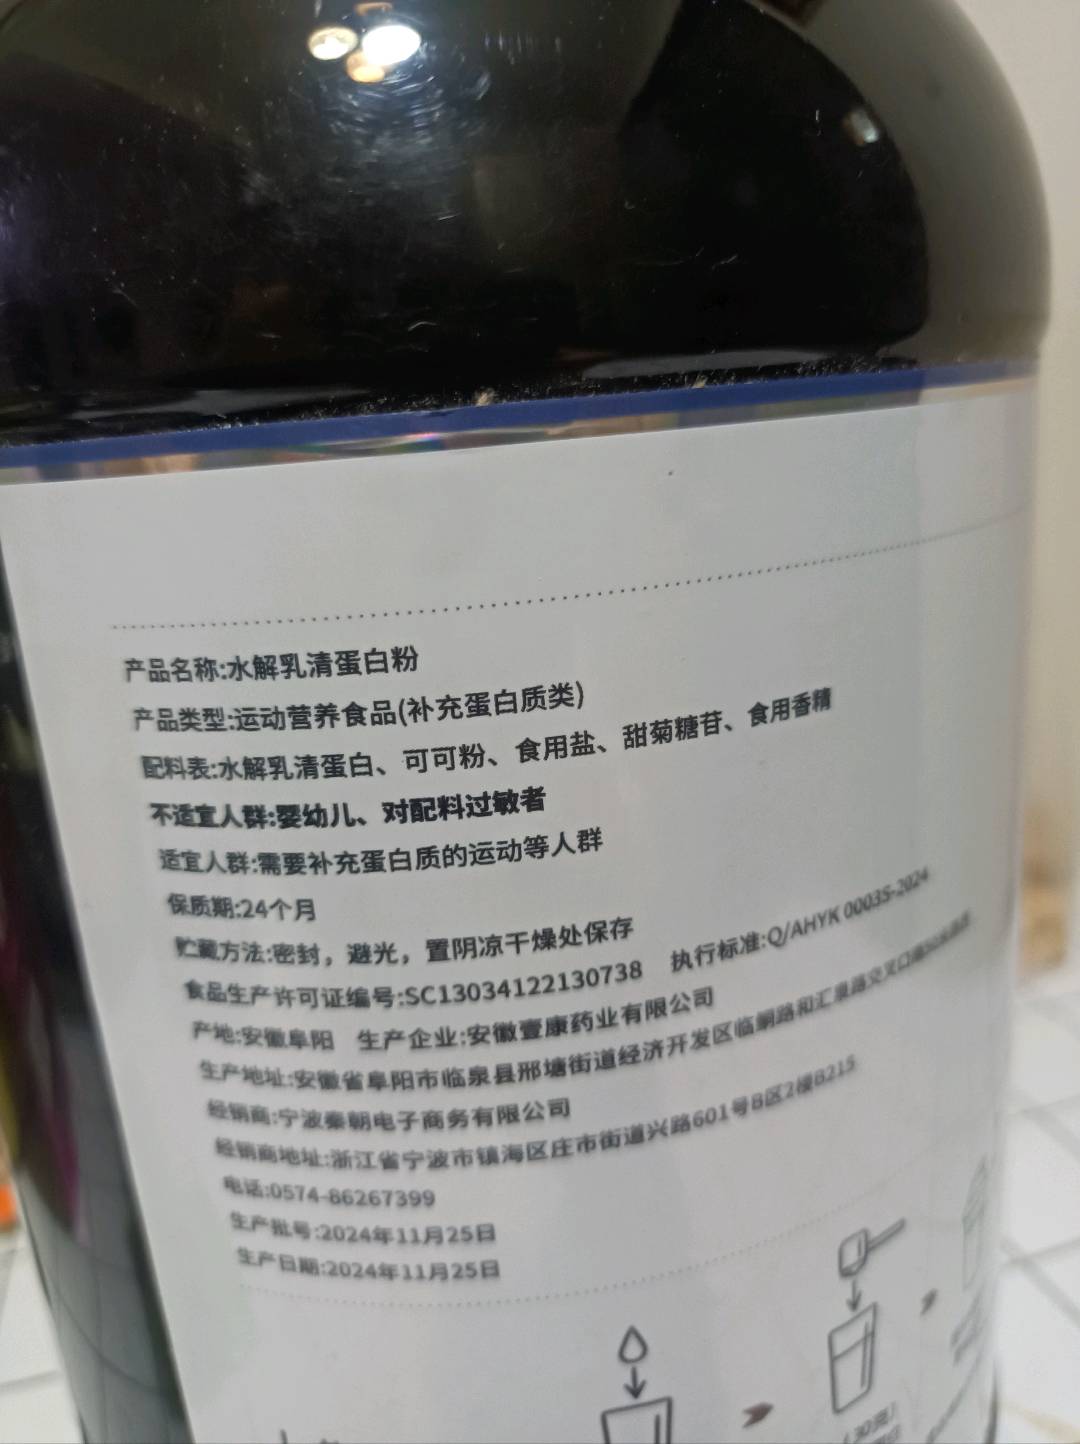 产品名称:水解乳清蛋白粉
产品类型:运动营养食品(补充蛋白质类)
配料表:水解乳清蛋白、可可粉、食用盐、甜菊糖苷、食用香精
不适宜人群:婴幼儿、对配料过敏者
适宜人群:需要补充蛋白质的运动等人群
保质期:24个月
贮藏方法:密封，避光，置阴凉干燥处保存
食品生产许可证编号:SC13034122130738 执行标准:Q/AHYK 0003S-2024
产地:安徽阜阳 生产企业:安徽壹康药业有限公司
生产地址:安徽省阜阳市临泉县邢塘街道经济开发区临鲖路和汇泉路交叉口
经销商:宁波秦朝电子商务有限公司
经销商地址:浙江省宁波市镇海区庄市街道兴路601号B区2楼B215
电话:0574-86267399
生产批号:2024年11月25日
生产日期:2024年11月25日
(30克)